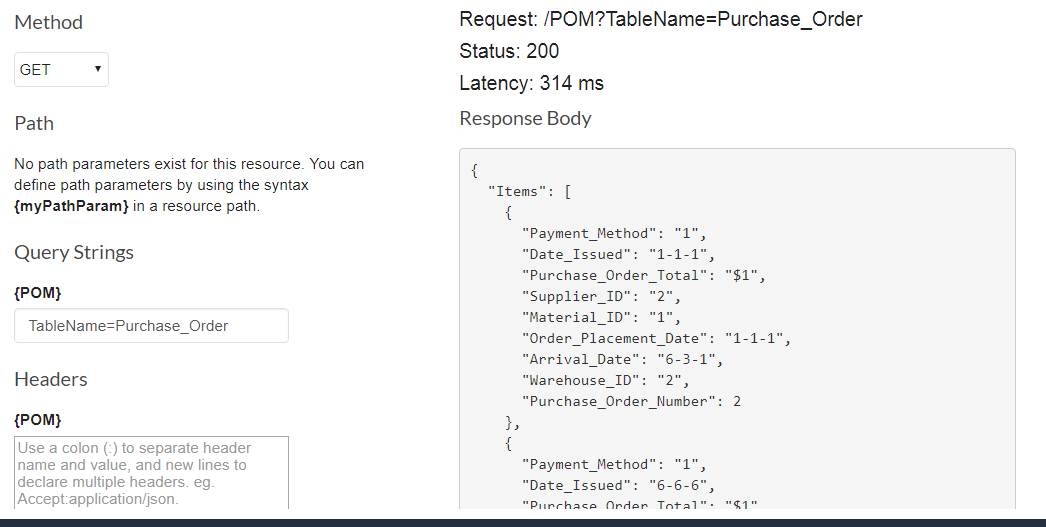 Method
GET
Path
No path parameters exist for this resource. You can
define path parameters by using the syntax
{myPathParam} in a resource path.
Query Strings
{POM}
TableName=Purchase_Order
Headers
{POM}
Use a colon (:) to separate header
name and value, and new lines to
declare multiple headers. eg.
Accept:application/json.
Request: /POM?TableName=Purchase_Order
Status: 200
Latency: 314 ms
Response Body
{
"Items": [
{
"Payment_Method": "1",
"Date_Issued": "1-1-1",
"Purchase_Order_Total": "$1",
"Supplier_ID": "2",
"Material_ID": "1",
"Order_Placement_Date": "1-1-1",
"Arrival_Date": "6-3-1",
"Warehouse_ID": "2",
"Purchase_Order_Number": 2
},
{
"Payment_Method": "1",
"Date_Issued": "6-6-6",
"Purchase_Order_Total": "$1"